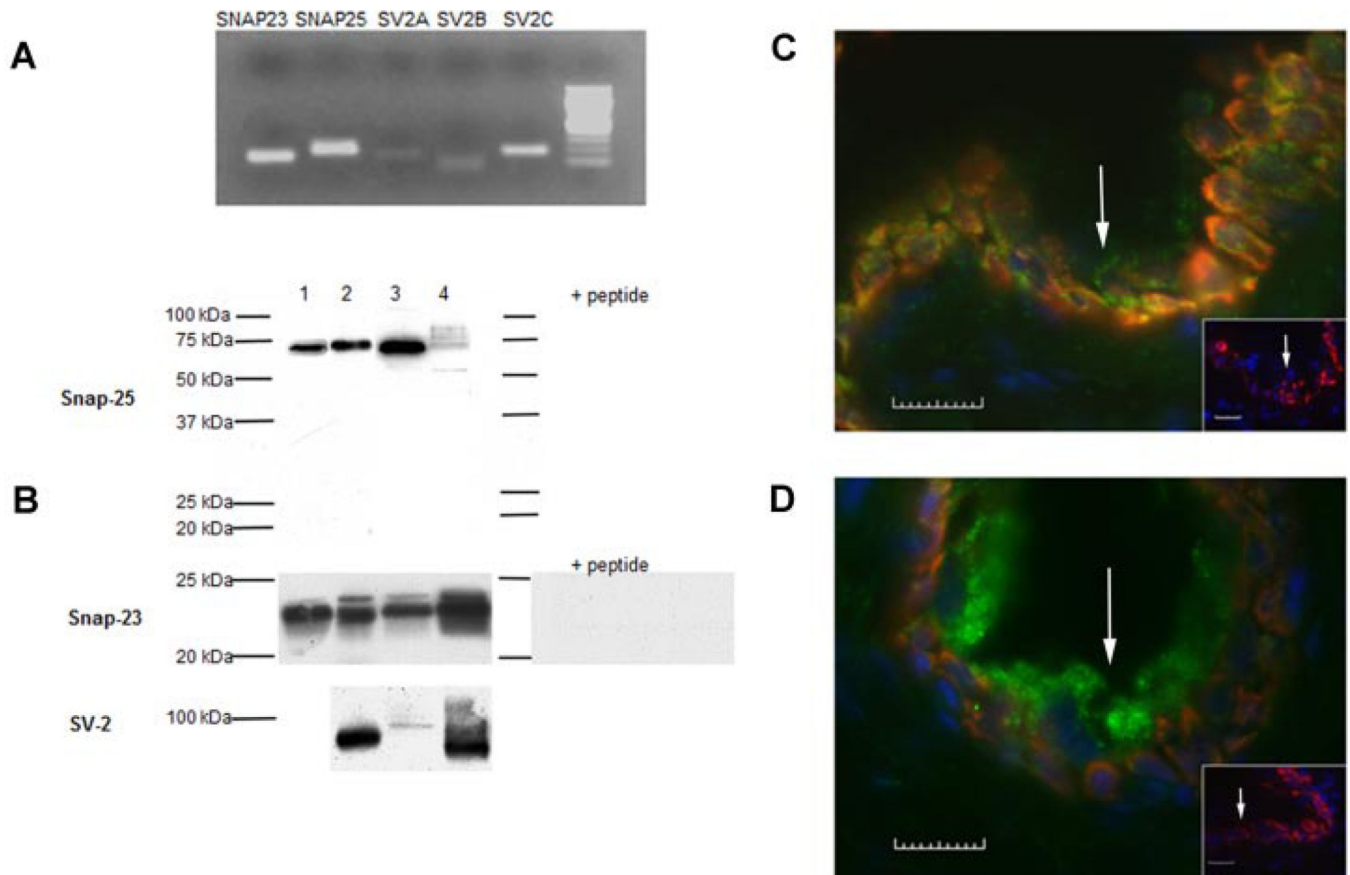 SNAP23 SNAP25 SV2A SV2B SV2C
A
1 2 3 4 + peptide
100 kDa
75 kDa
50 kDa
Snap-25
37 kDa
B
25 kDa
20 kDa
+ peptide
25 kDa
Snap-23
20 kDa
100 kDa
SV-2
C
D